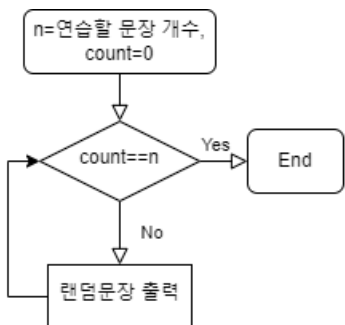 n=연습할 문장 개수,
count=0
count==n
Yes
End
No
랜덤문장 출력